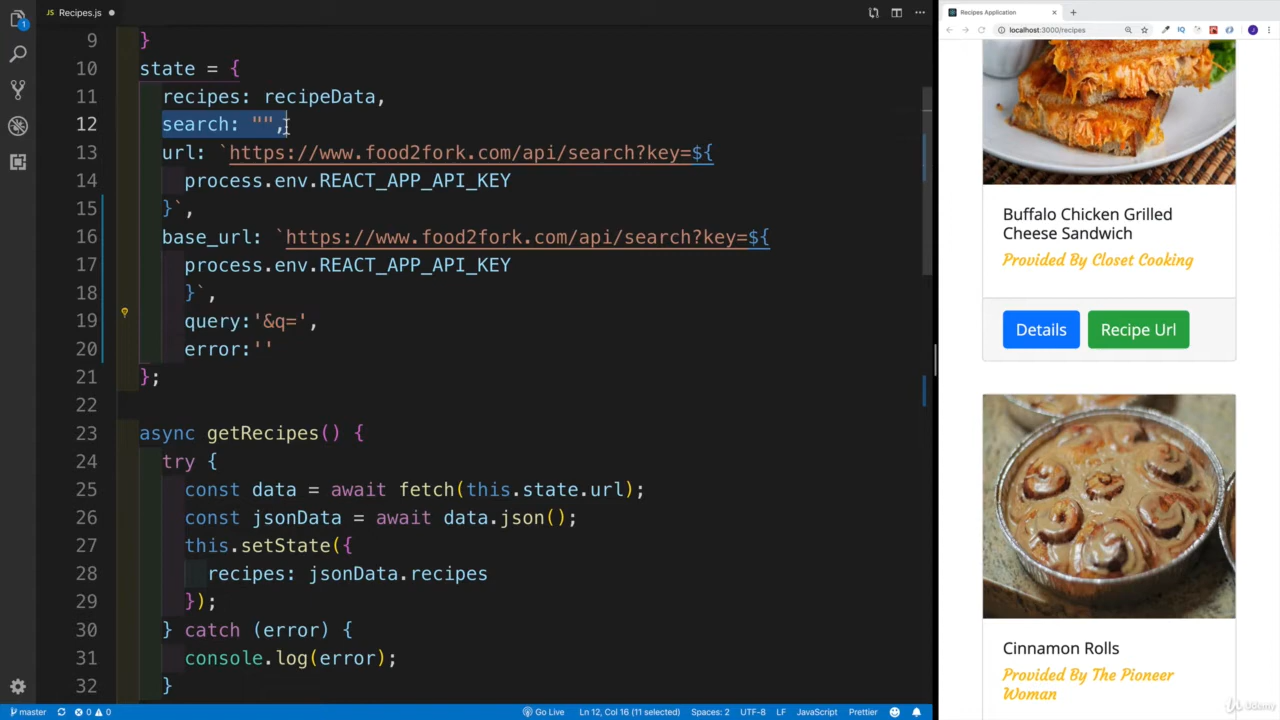 JS Recipes.js
9 }
10 state = {
11 recipes: recipeData,
12 search: "",
13 url: `https://www.food2fork.com/api/search?key=${
14 process.env.REACT_APP_API_KEY
15 }`,
16 base_url: `https://www.food2fork.com/api/search?key=${
17 process.env.REACT_APP_API_KEY
18 }`,
19 query:'&q=',
20 error:''
21 };
22
23 async getRecipes() {
24 try {
25 const data = await fetch(this.state.url);
26 const jsonData = await data.json();
27 this.setState({
28 recipes: jsonData.recipes
29 });
30 } catch (error) {
31 console.log(error);
32 }
1
master 0 0 Go Live Ln 12, Col 16 (11 selected) Spaces: 2 UTF-8 LF JavaScript Prettier
Recipes Application
localhost:3000/recipes
IQ
J
Buffalo Chicken Grilled
Cheese Sandwich
Provided By Closet Cooking
Details Recipe Url
Cinnamon Rolls
Provided By The Pioneer
Woman
Udemy